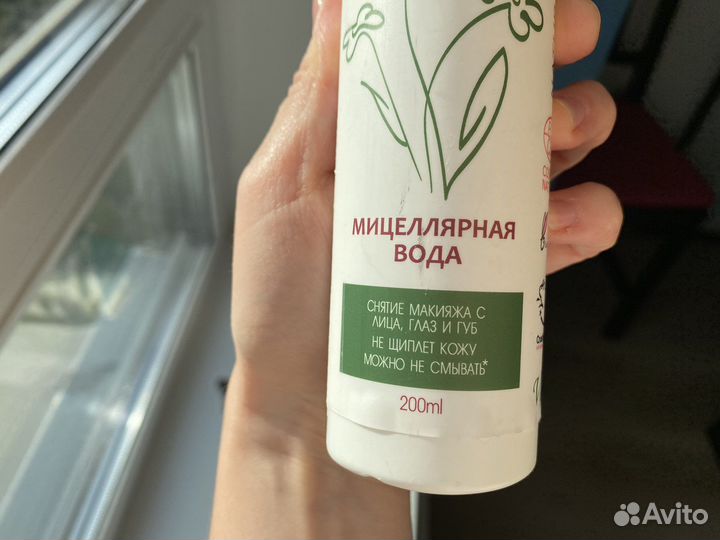 МИЦЕЛЛЯРНАЯ
ВОДА
СНЯТИЕ МАКИЯЖА С
ЛИЦА, ГЛАЗ И ГУБ
НЕ ЩИПЛЕТ КОЖУ
МОЖНО НЕ СМЫВАТЬ*
200ml
Avito